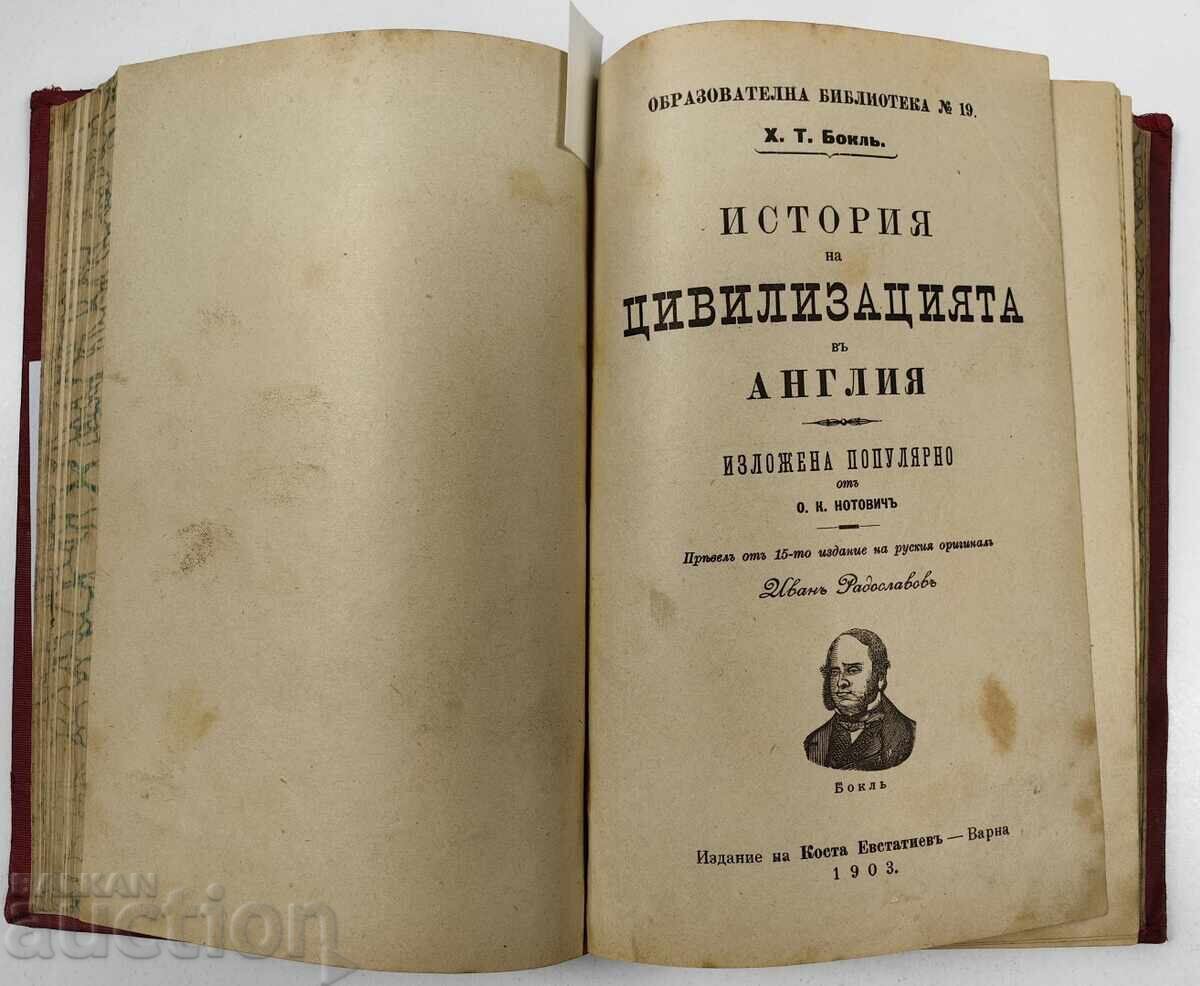 ОБРАЗОВАТЕЛНА БИБЛИОТЕКА № 19.
Х. Т. Бокль.
ИСТОРИЯ
на
ЦИВИЛИЗАЦИЯТА
въ
АНГЛИЯ
ИЗЛОЖЕНА ПОПУЛЯРНО
отъ
О. К. НОТОВИЧЪ
Прѣвелъ отъ 15-то издание на руския оригиналъ
Иванъ Радославовъ
Бокль
Издание на Коста Евстатиевъ — Варна
1903.
BALKAN
auction